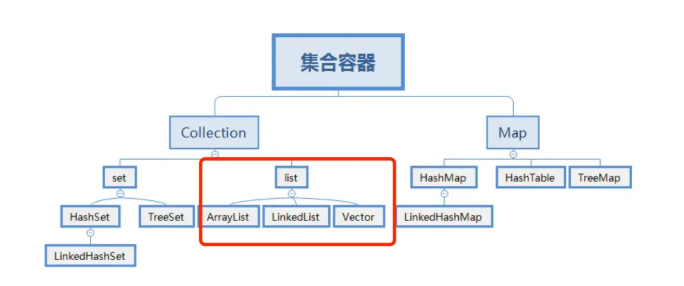 集合容器
Collection
Map
set
list
HashMap
HashTable
TreeMap
HashSet
TreeSet
ArrayList
LinkedList
Vector
LinkedHashMap
LinkedHashSet